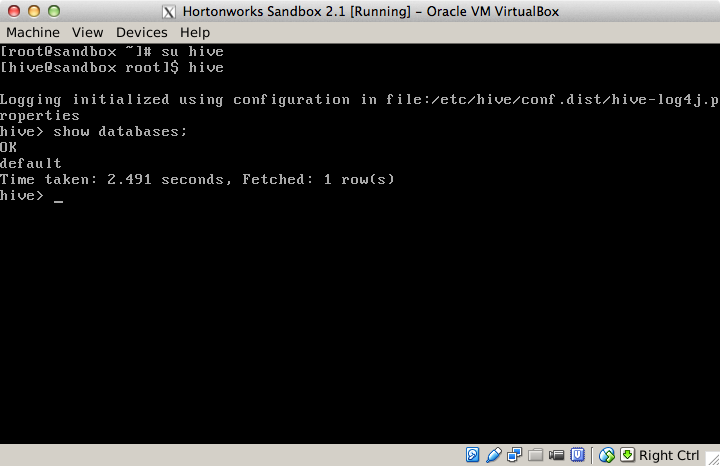 Hortonworks Sandbox 2.1 [Running] - Oracle VM VirtualBox
Machine View Devices Help
[root@sandbox ~]# su hive
[hive@sandbox root]$ hive
Logging initialized using configuration in file:/etc/hive/conf.dist/hive-log4j.p
roperties
hive> show databases;
OK
default
Time taken: 2.491 seconds, Fetched: 1 row(s)
hive> _
Right Ctrl